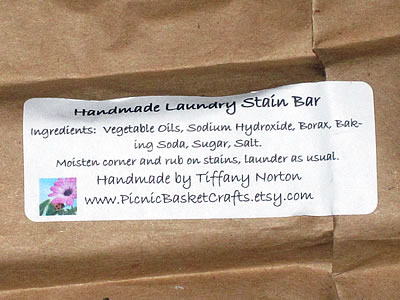 Handmade Laundry Stain Bar
Ingredients: Vegetable Oils, Sodium Hydroxide, Borax, Bak-
ing Soda, Sugar, Salt.
Moisten corner and rub on stains, launder as usual.
Handmade by Tiffany Norton
www.PicnicBasketCrafts.etsy.com